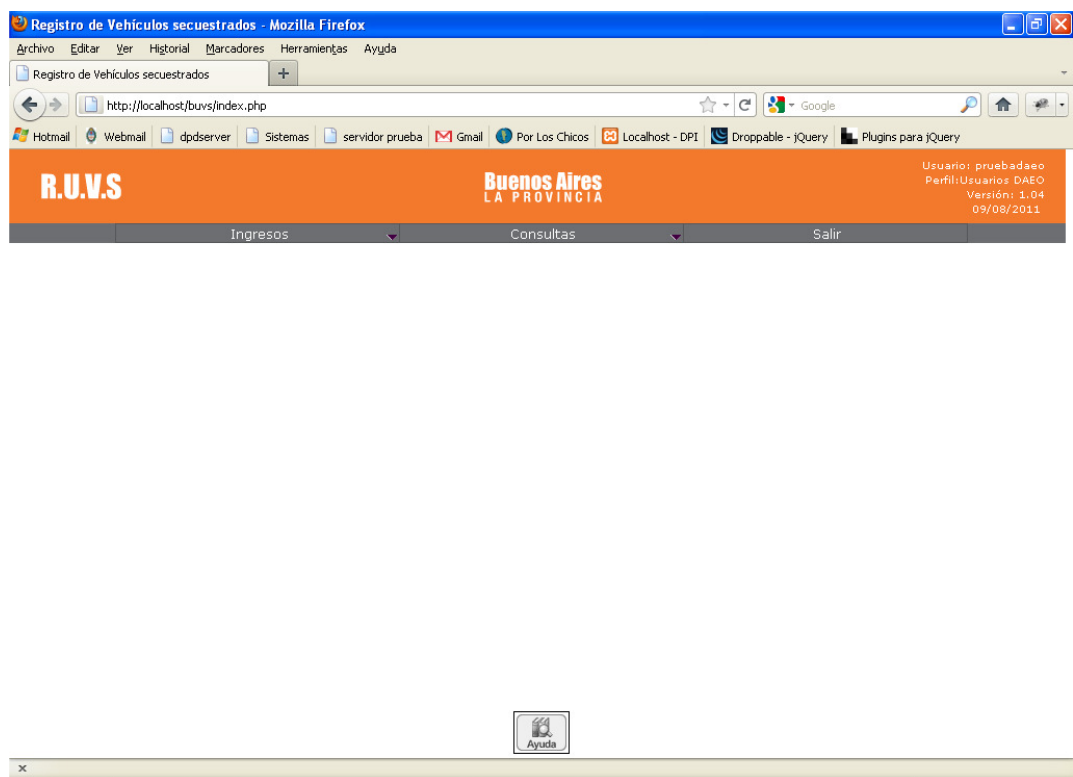 Registro de Vehículos secuestrados - Mozilla Firefox
Archivo Editar Ver Historial Marcadores Herramientas Ayuda
Registro de Vehículos secuestrados +
http://localhost/buvs/index.php Google
Hotmail Webmail dpdserver Sistemas servidor prueba Gmail Por Los Chicos Localhost - DPI Droppable - jQuery Plugins para jQuery
R.U.V.S
Buenos Aires
LA PROVINCIA
Usuario: pruebadaeo
Perfil:Usuarios DAEO
Versión: 1.04
09/08/2011
Ingresos Consultas Salir
Ayuda
x